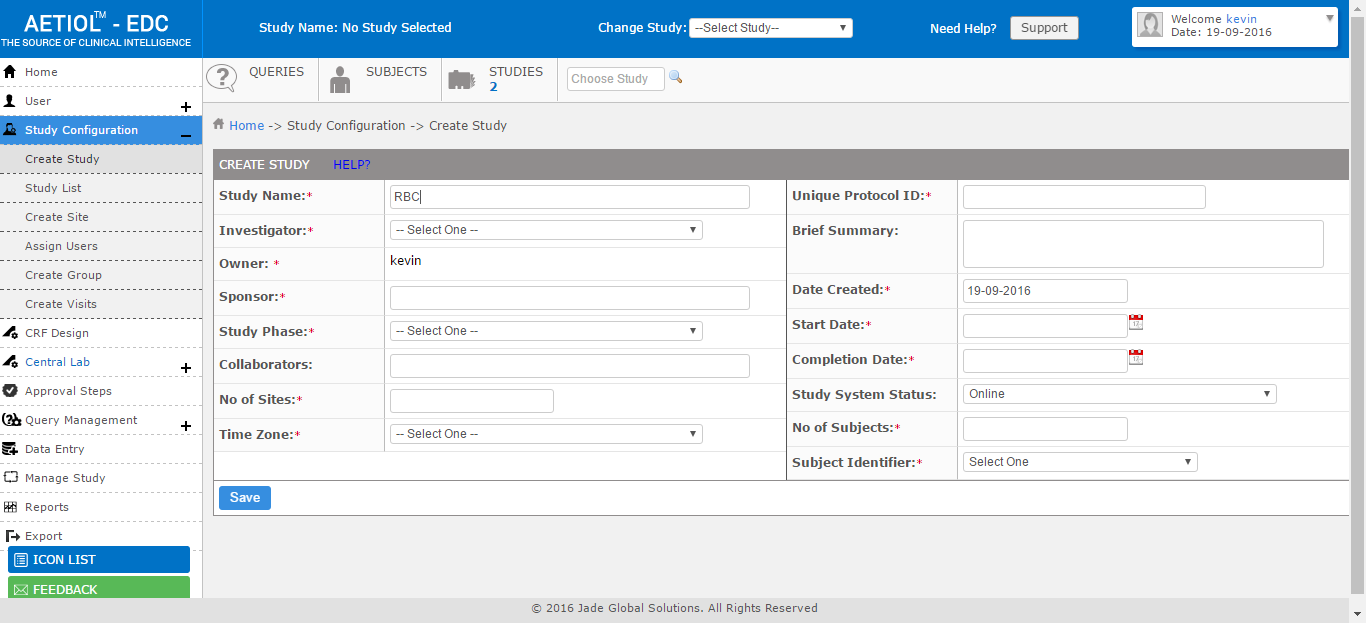 AETIOL™ - EDC
THE SOURCE OF CLINICAL INTELLIGENCE
Study Name: No Study Selected
Change Study: --Select Study--
Need Help? Support
Welcome kevin
Date: 19-09-2016
Home
User
Study Configuration
Create Study
Study List
Create Site
Assign Users
Create Group
Create Visits
CRF Design
Central Lab
Approval Steps
Query Management
Data Entry
Manage Study
Reports
Export
ICON LIST
FEEDBACK
QUERIES
SUBJECTS
STUDIES
2
Choose Study
Home -> Study Configuration -> Create Study
CREATE STUDY HELP?
Study Name:* RBC
Investigator:* -- Select One --
Owner: * kevin
Sponsor:*
Study Phase:* -- Select One --
Collaborators:
No of Sites:*
Time Zone:* -- Select One --
Unique Protocol ID:*
Brief Summary:
Date Created:* 19-09-2016
Start Date:*
Completion Date:*
Study System Status: Online
No of Subjects:*
Subject Identifier:* Select One
Save
© 2016 Jade Global Solutions. All Rights Reserved